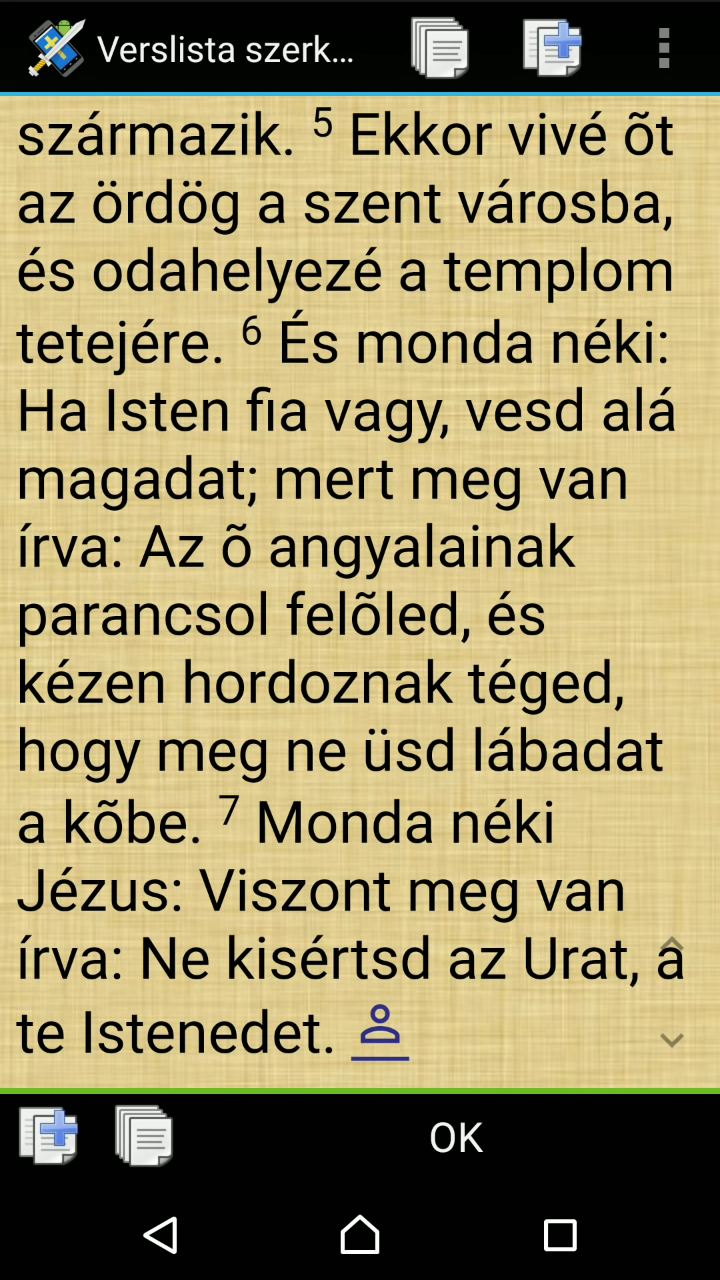 Verslista szerk...
származik. 5 Ekkor vivé õt
az ördög a szent városba,
és odahelyezé a templom
tetejére. 6 És monda néki:
Ha Isten fia vagy, vesd alá
magadat; mert meg van
írva: Az õ angyalainak
parancsol felõled, és
kézen hordoznak téged,
hogy meg ne üsd lábadat
a kõbe. 7 Monda néki
Jézus: Viszont meg van
írva: Ne kisértsd az Urat, a
te Istenedet.
OK